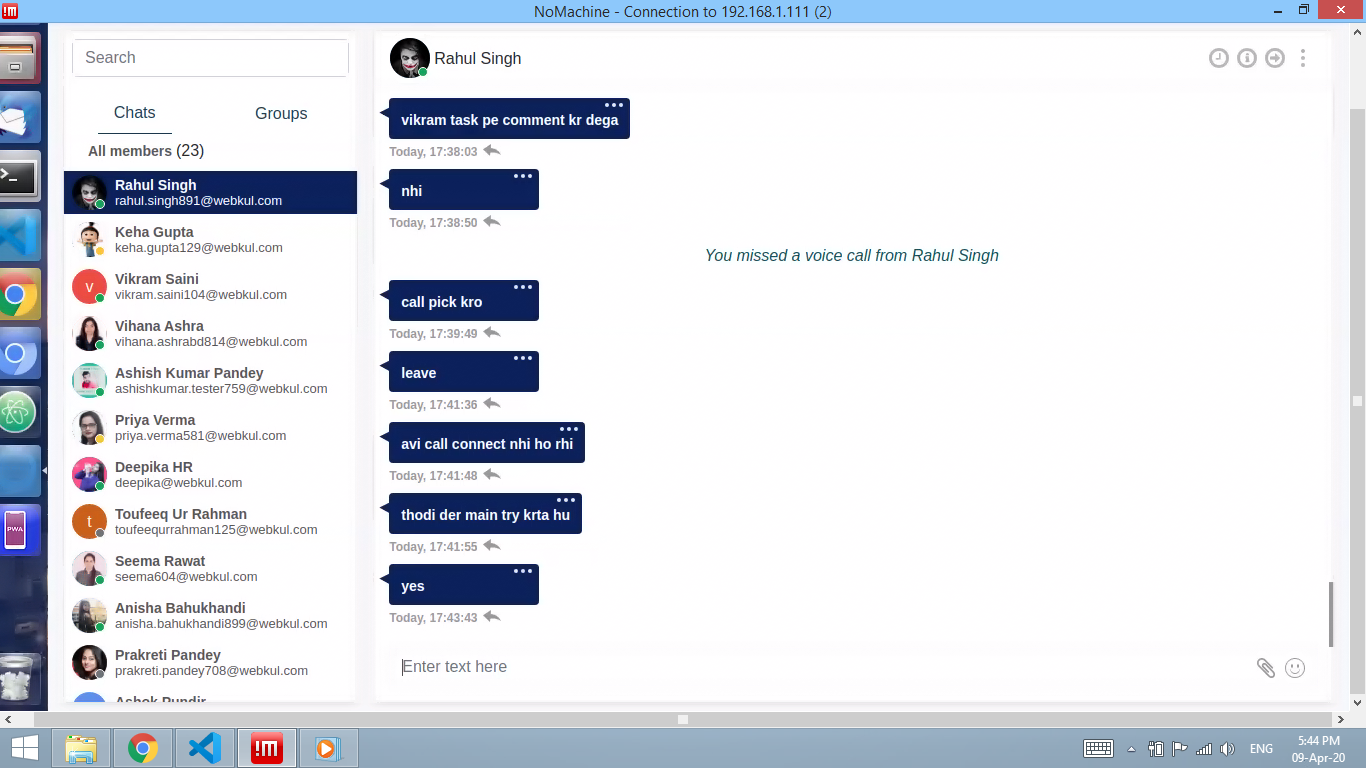 NoMachine - Connection to 192.168.1.111 (2)
Search
Chats
Groups
All members (23)
Rahul Singh
rahul.singh891@webkul.com
Keha Gupta
keha.gupta129@webkul.com
v
Vikram Saini
vikram.saini104@webkul.com
Vihana Ashra
vihana.ashrabd814@webkul.com
Ashish Kumar Pandey
ashishkumar.tester759@webkul.com
Priya Verma
priya.verma581@webkul.com
Deepika HR
deepika@webkul.com
t
Toufeeq Ur Rahman
toufeequrrahman125@webkul.com
Seema Rawat
seema604@webkul.com
Anisha Bahukhandi
anisha.bahukhandi899@webkul.com
Prakreti Pandey
prakreti.pandey708@webkul.com
Ashok Pundir
PWA
Rahul Singh
vikram task pe comment kr dega
Today, 17:38:03
nhi
Today, 17:38:50
You missed a voice call from Rahul Singh
call pick kro
Today, 17:39:49
leave
Today, 17:41:36
avi call connect nhi ho rhi
Today, 17:41:48
thodi der main try krta hu
Today, 17:41:55
yes
Today, 17:43:43
Enter text here
!M
ENG
5:44 PM
09-Apr-20